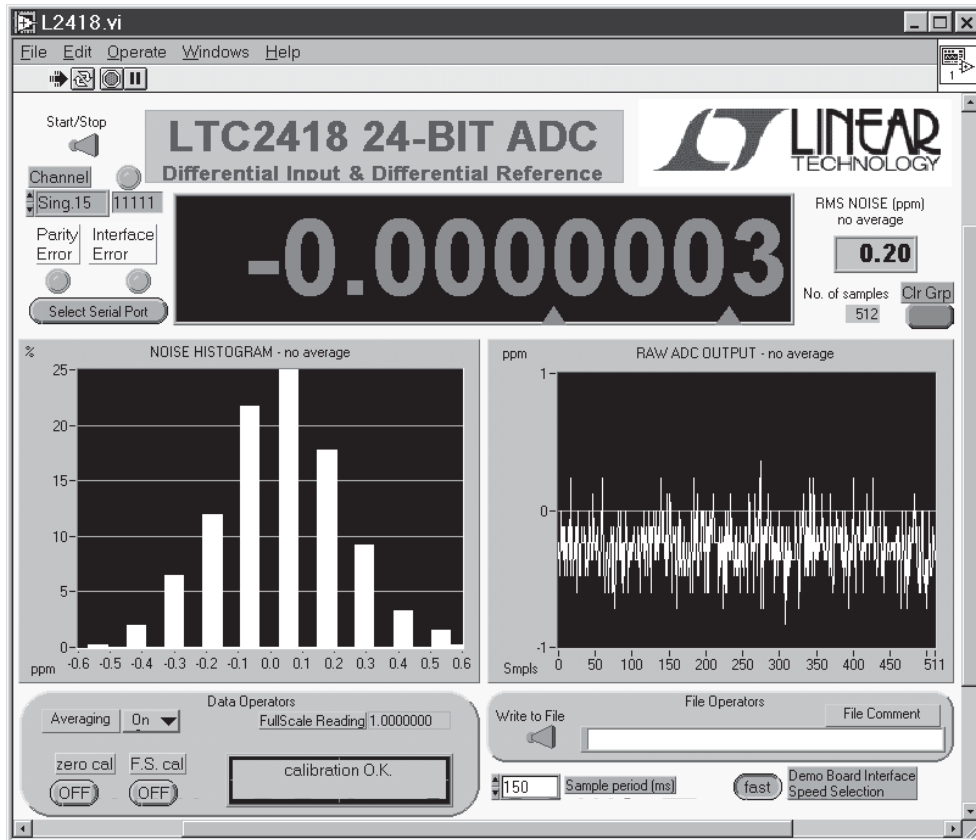 L2418.vi
File Edit Operate Windows Help
1
Start/Stop
LTC2418 24-BIT ADC
Differential Input & Differential Reference
LINEAR
TECHNOLOGY
Channel
Sing.15 11111
Parity Error
Interface Error
Select Serial Port
-0.0000003
RMS NOISE (ppm)
no average
0.20
No. of samples
512
Clr Grp
% NOISE HISTOGRAM - no average
25-
20-
15-
10-
5-
0-
ppm -0.6 -0.5 -0.4 -0.3 -0.2 -0.1 0.0 0.1 0.2 0.3 0.4 0.5 0.6
ppm RAW ADC OUTPUT - no average
1-
0-
-1-
Smpls 0 50 100 150 200 250 300 350 400 450 511
Data Operators
Averaging On
FullScale Reading 1.0000000
zero cal F.S. cal
OFF OFF
calibration O.K.
File Operators
Write to File
File Comment
150 Sample period (ms)
fast
Demo Board Interface
Speed Selection